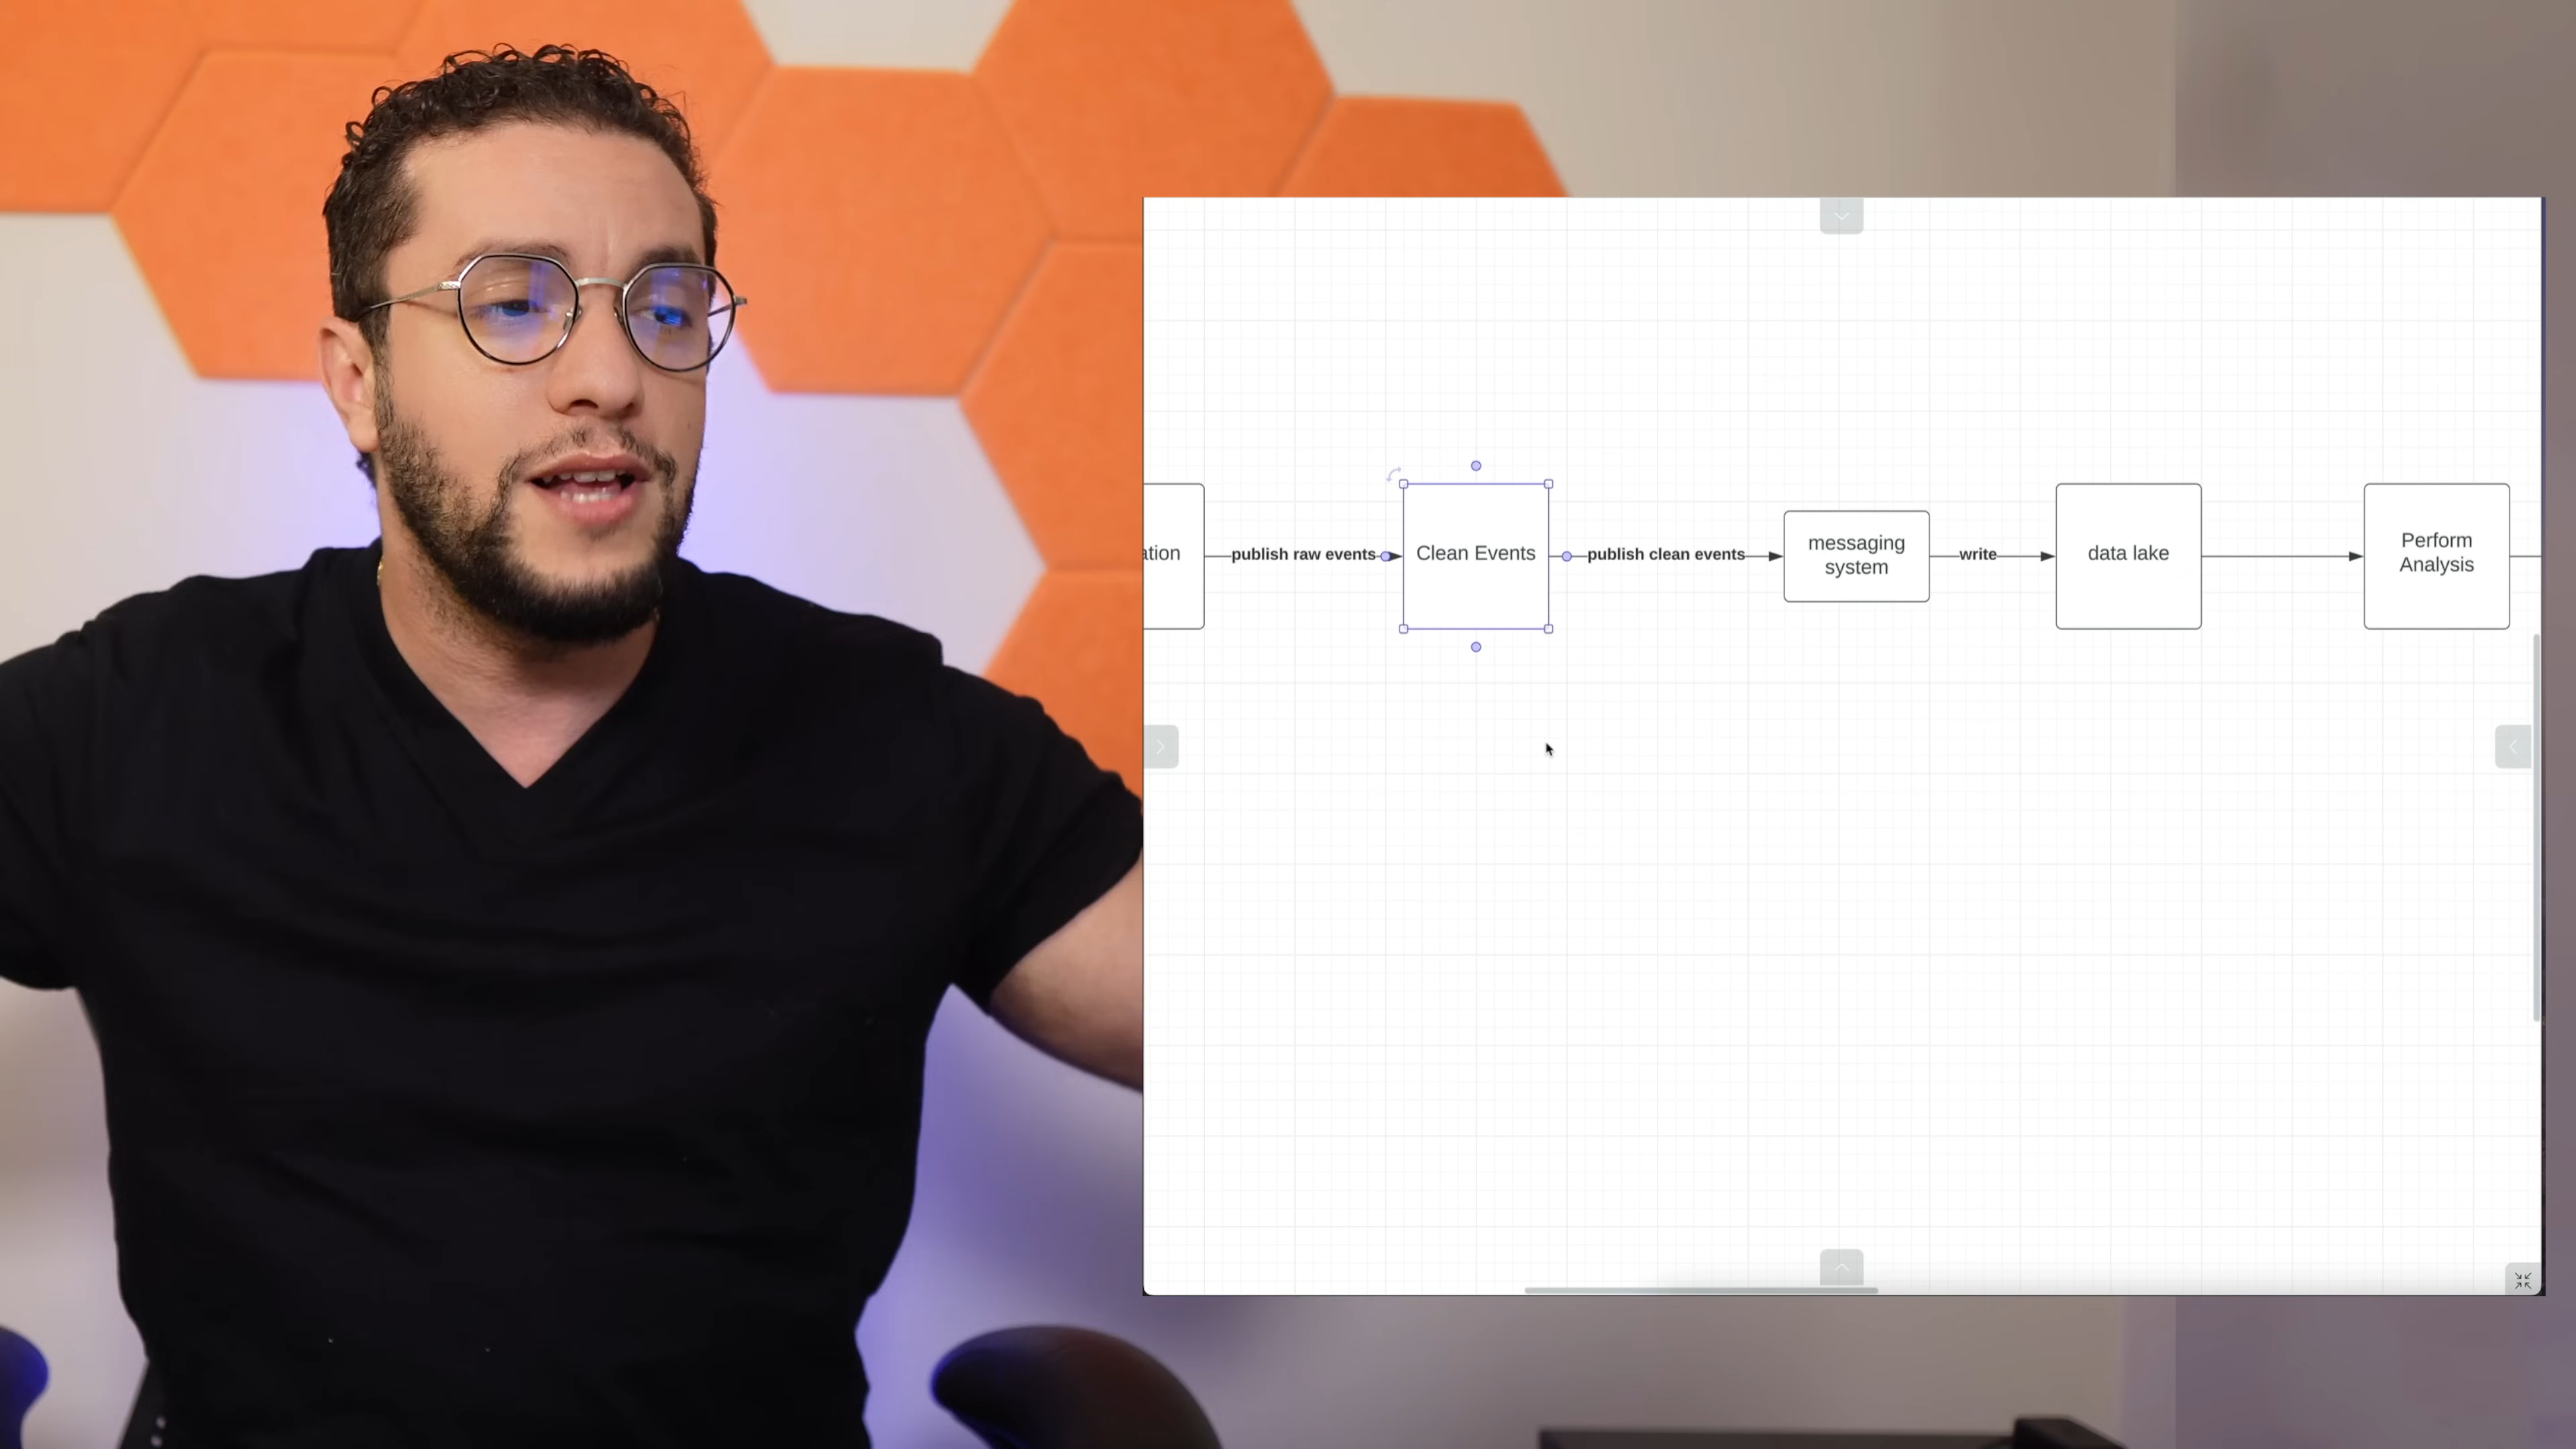 ation
publish raw events
Clean Events
publish clean events
messaging
system
write
data lake
Perform
Analysis